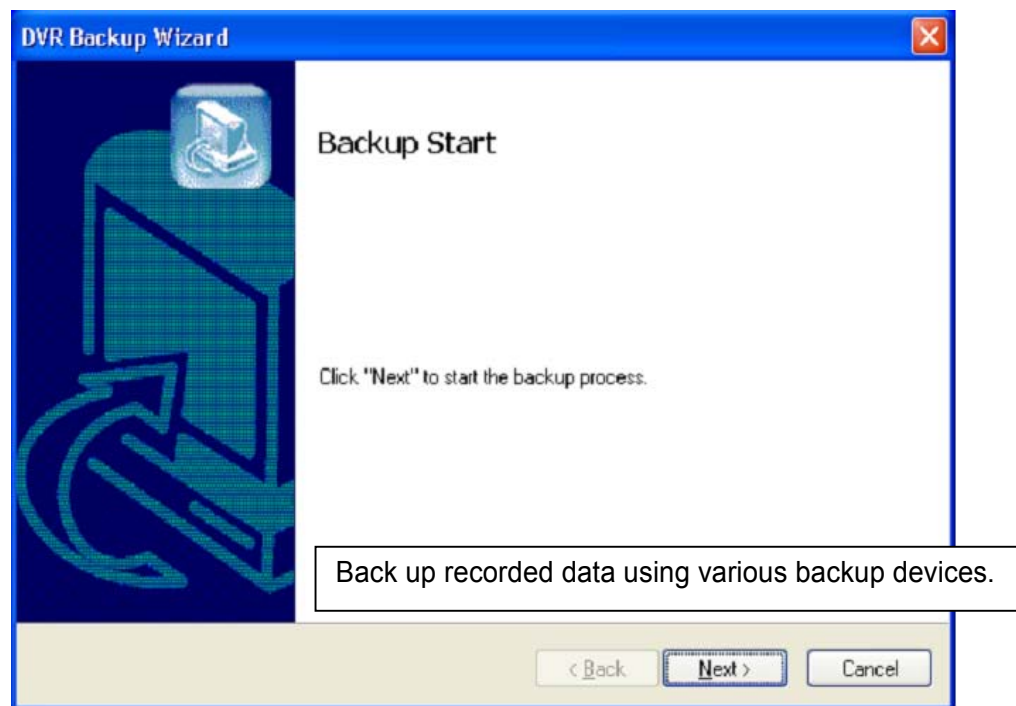 DVR Backup Wizard
Backup Start
Click "Next" to start the backup process.
Back up recorded data using various backup devices.
< Back
Next >
Cancel